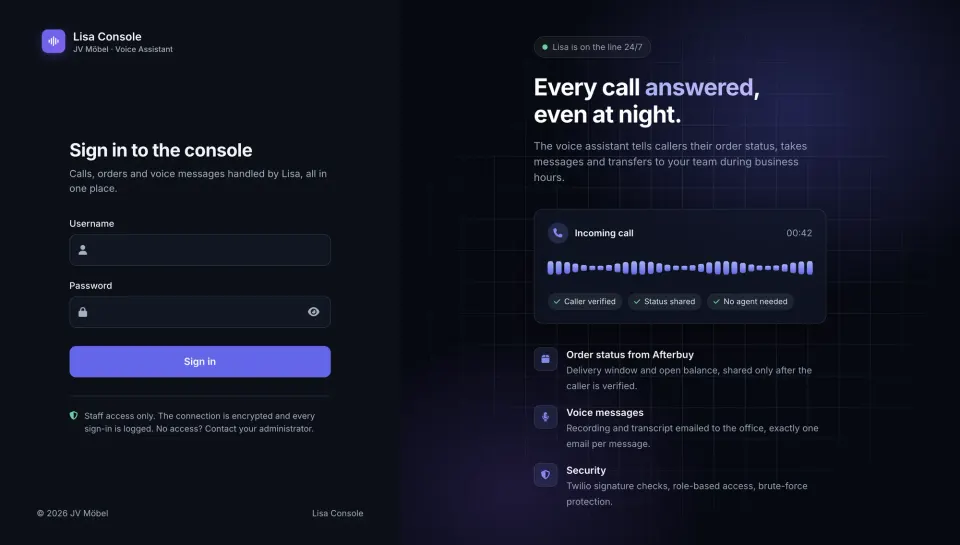 Lisa Console
JV Möbel · Voice Assistant
Sign in to the console
Calls, orders and voice messages handled by Lisa, all in
one place.
Username
Password
Sign in
Staff access only. The connection is encrypted and every
sign-in is logged. No access? Contact your administrator.
© 2026 JV Möbel
Lisa Console
Lisa is on the line 24/7
Every call answered,
even at night.
The voice assistant tells callers their order status, takes
messages and transfers to your team during business
hours.
Incoming call
00:42
Caller verified
Status shared
No agent needed
Order status from Afterbuy
Delivery window and open balance, shared only after the
caller is verified.
Voice messages
Recording and transcript emailed to the office, exactly one
email per message.
Security
Twilio signature checks, role-based access, brute-force
protection.